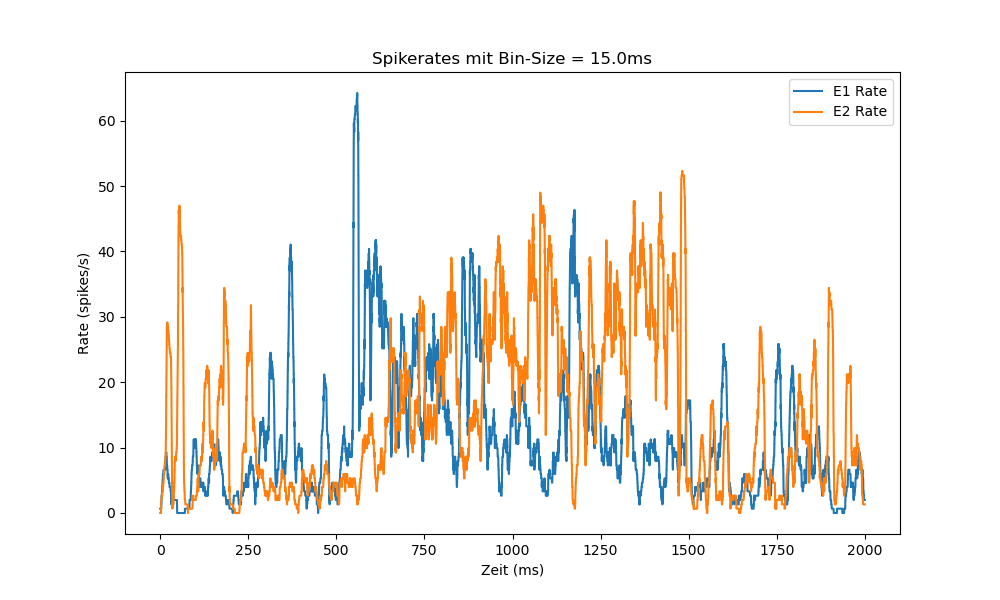 Spikerates mit Bin-Size = 15.0ms
E1 Rate
E2 Rate
Rate (spikes/s)
60
50
40
30
20
10
0
0 250 500 750 1000 1250 1500 1750 2000
Zeit (ms)